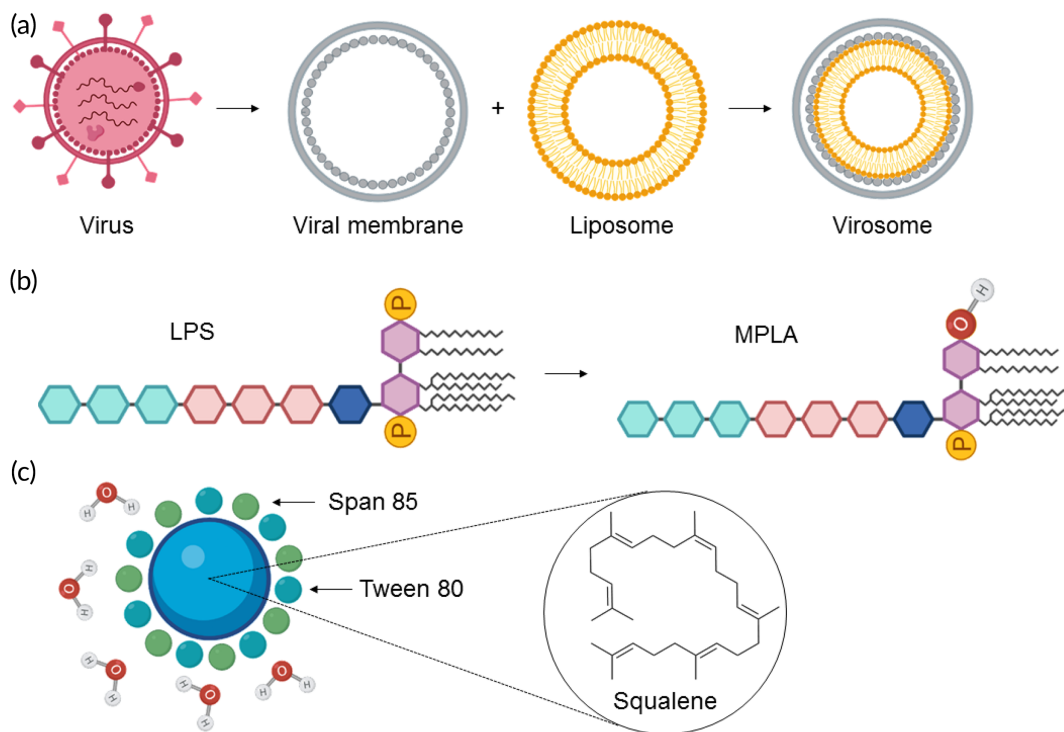 (a)
+
Virus
Viral membrane
Liposome
Virosome
(b)
LPS
P
P
MPLA
H
O
P
(c)
Span 85
Tween 80
O
H
H
H
O
H
H
O
H
H
O
H
O
H
H
Squalene